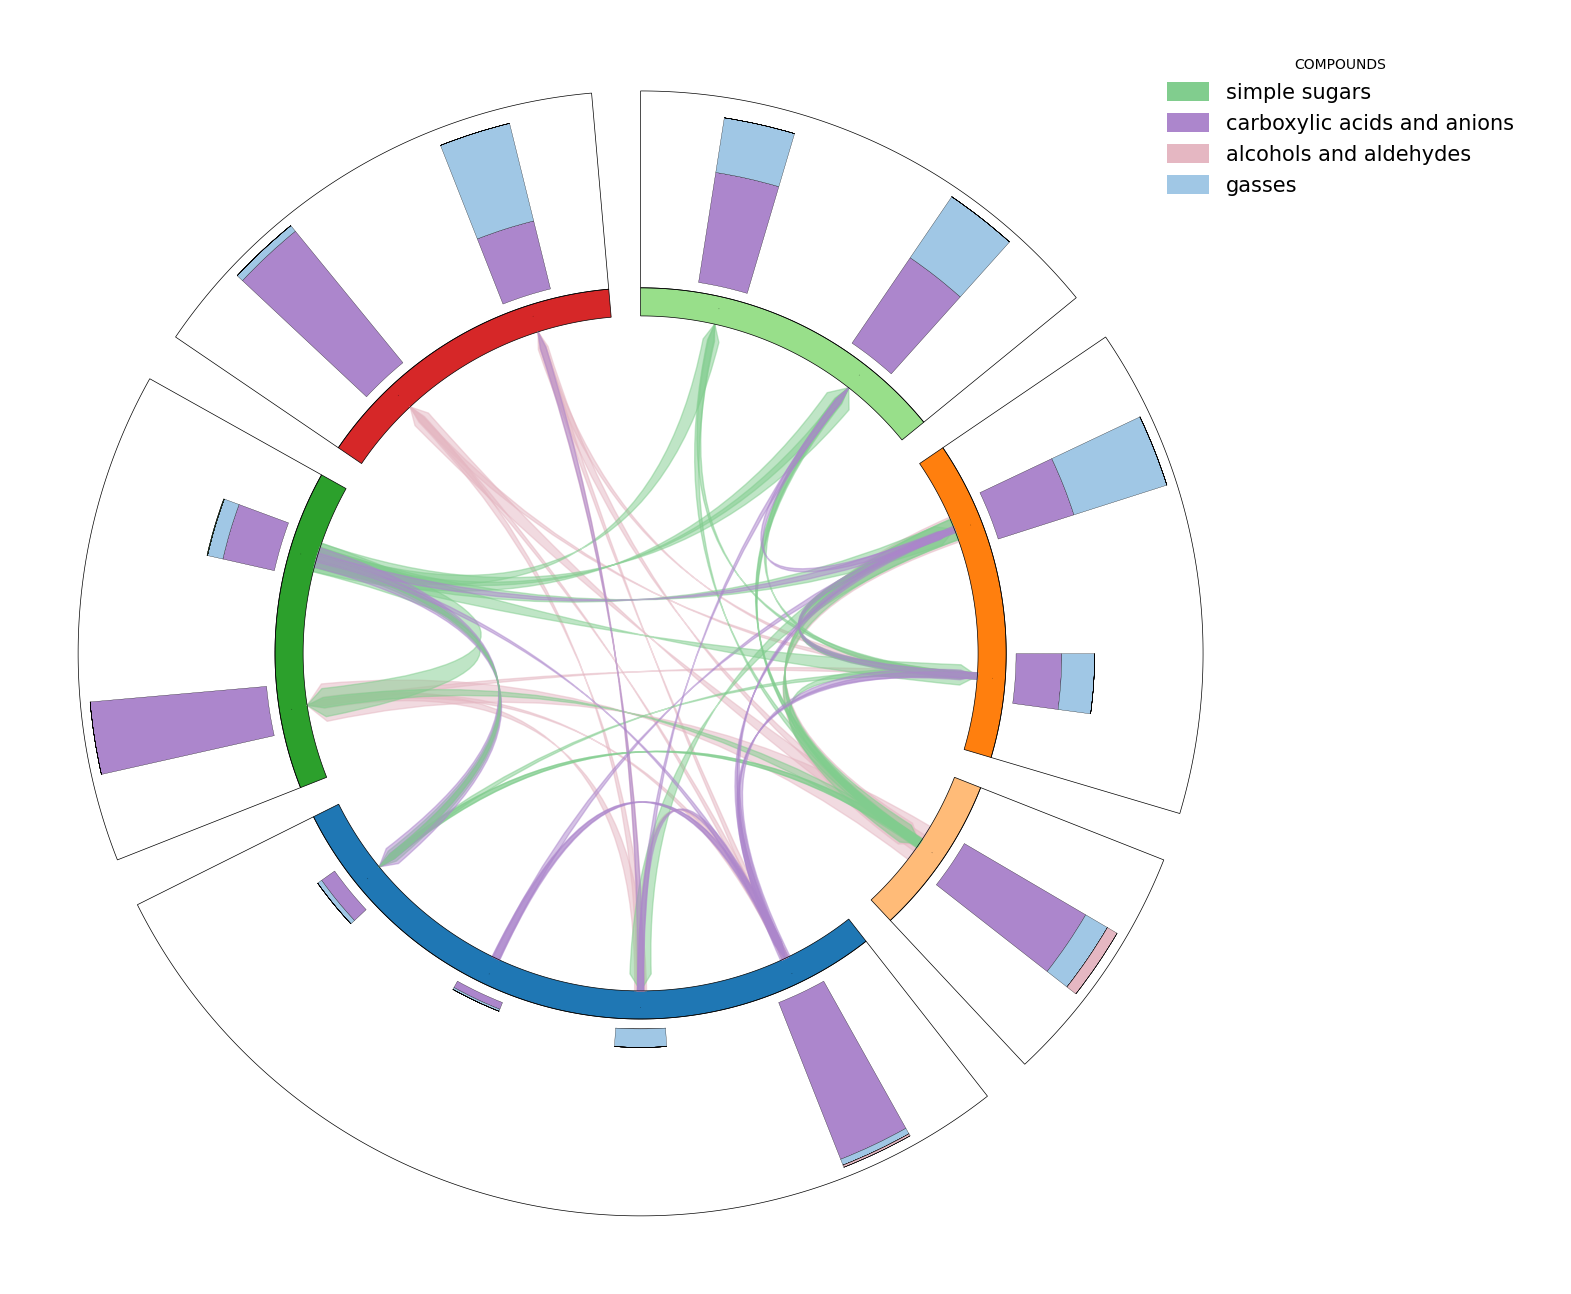 COMPOUNDS
simple sugars
carboxylic acids and anions
alcohols and aldehydes
gasses